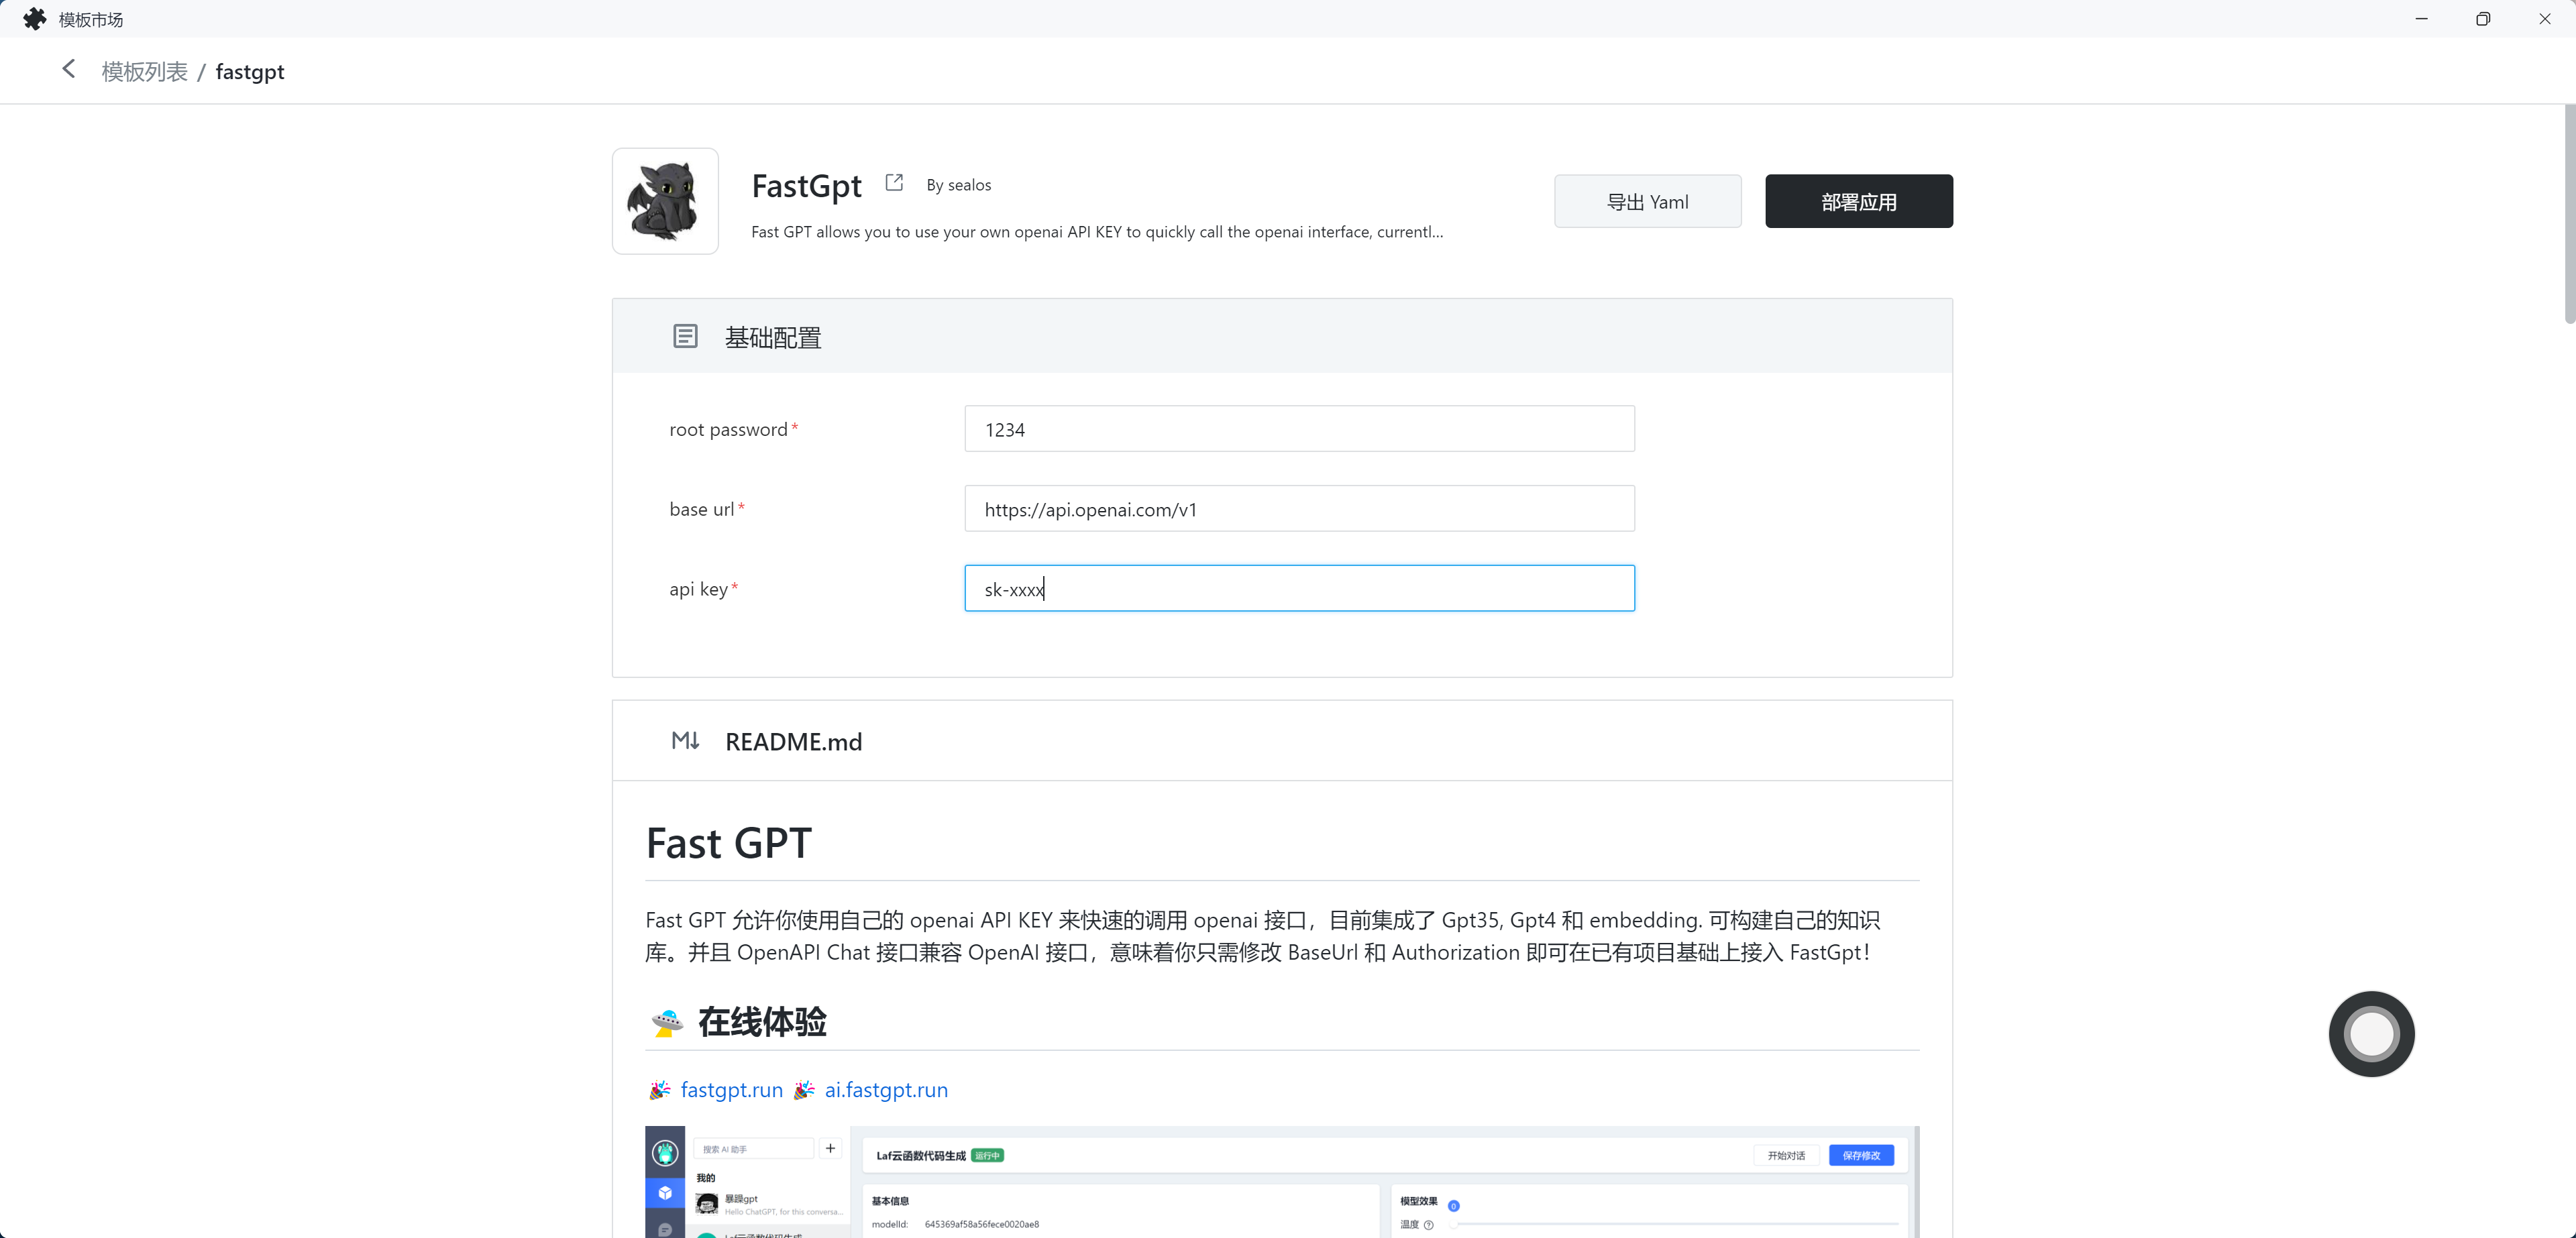 模板市场
模板列表 / fastgpt
FastGpt By sealos
Fast GPT allows you to use your own openai API KEY to quickly call the openai interface, currentl...
导出 Yaml
部署应用
基础配置
root password* 1234
base url* https://api.openai.com/v1
api key* sk-xxxx
README.md
Fast GPT
Fast GPT 允许你使用自己的 openai API KEY 来快速的调用 openai 接口，目前集成了 Gpt35, Gpt4 和 embedding. 可构建自己的知识
库。并且 OpenAPI Chat 接口兼容 OpenAI 接口，意味着你只需修改 BaseUrl 和 Authorization 即可在已有项目基础上接入 FastGpt！
🛸 在线体验
🎉 fastgpt.run 🎉 ai.fastgpt.run
搜索 AI 助手 +
Laf云函数代码生成 运行中
开始对话 保存修改
我的
暴躁gpt
Hello ChatGPT, for this conversa...
基本信息
modelId: 645369af58a56fece0020ae8
模型效果
温度 0